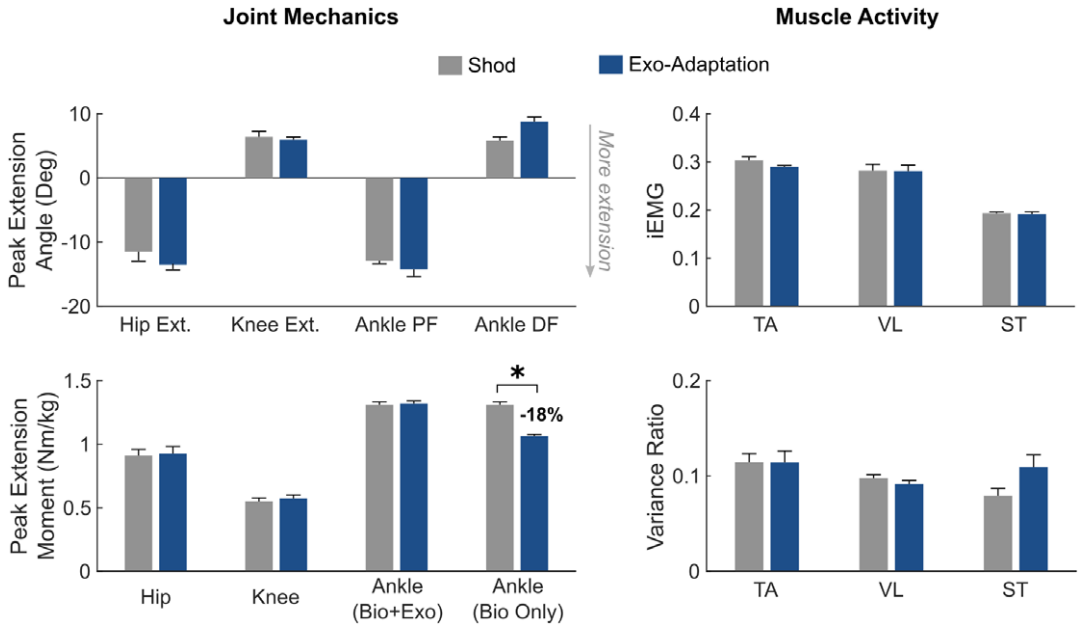 Joint Mechanics
Muscle Activity
Shod
Exo-Adaptation
Peak Extension
Angle (Deg)
10
0
-10
-20
Hip Ext.
Knee Ext.
Ankle PF
Ankle DF
More extension
iEMG
0.4
0.3
0.2
0.1
0
TA
VL
ST
Peak Extension
Moment (Nm/kg)
1.5
1
0.5
0
*
-18%
Hip
Knee
Ankle
(Bio+Exo)
Ankle
(Bio Only)
Variance Ratio
0.2
0.1
0
TA
VL
ST